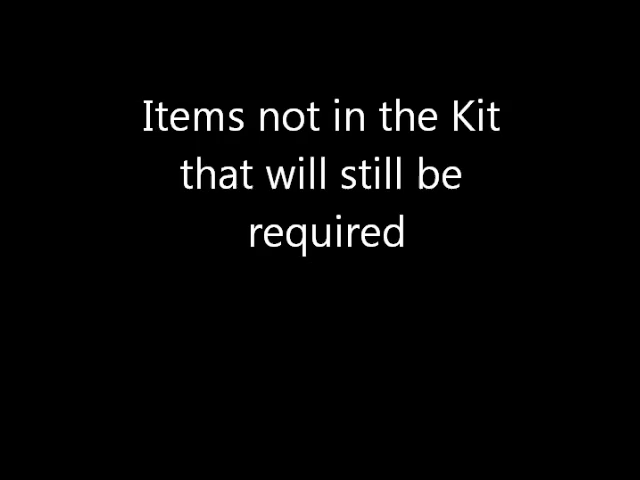 Items not in the Kit
that will still be
required